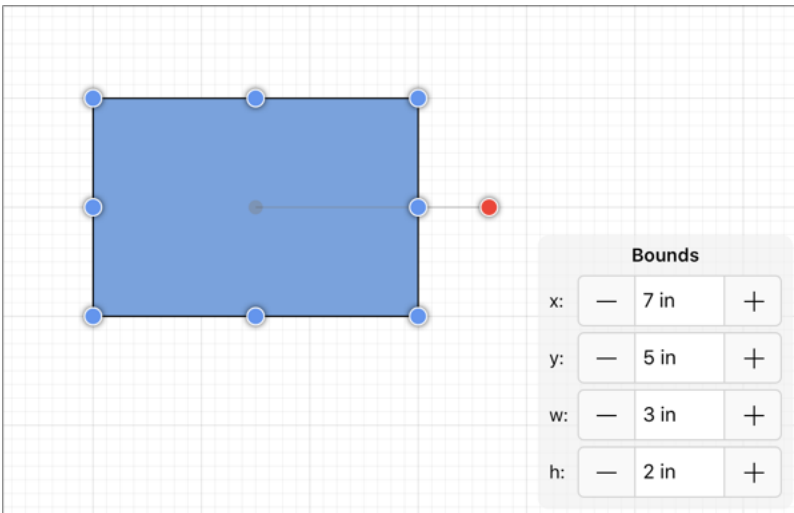 Bounds
x: — 7 in +
y: — 5 in +
w: — 3 in +
h: — 2 in +